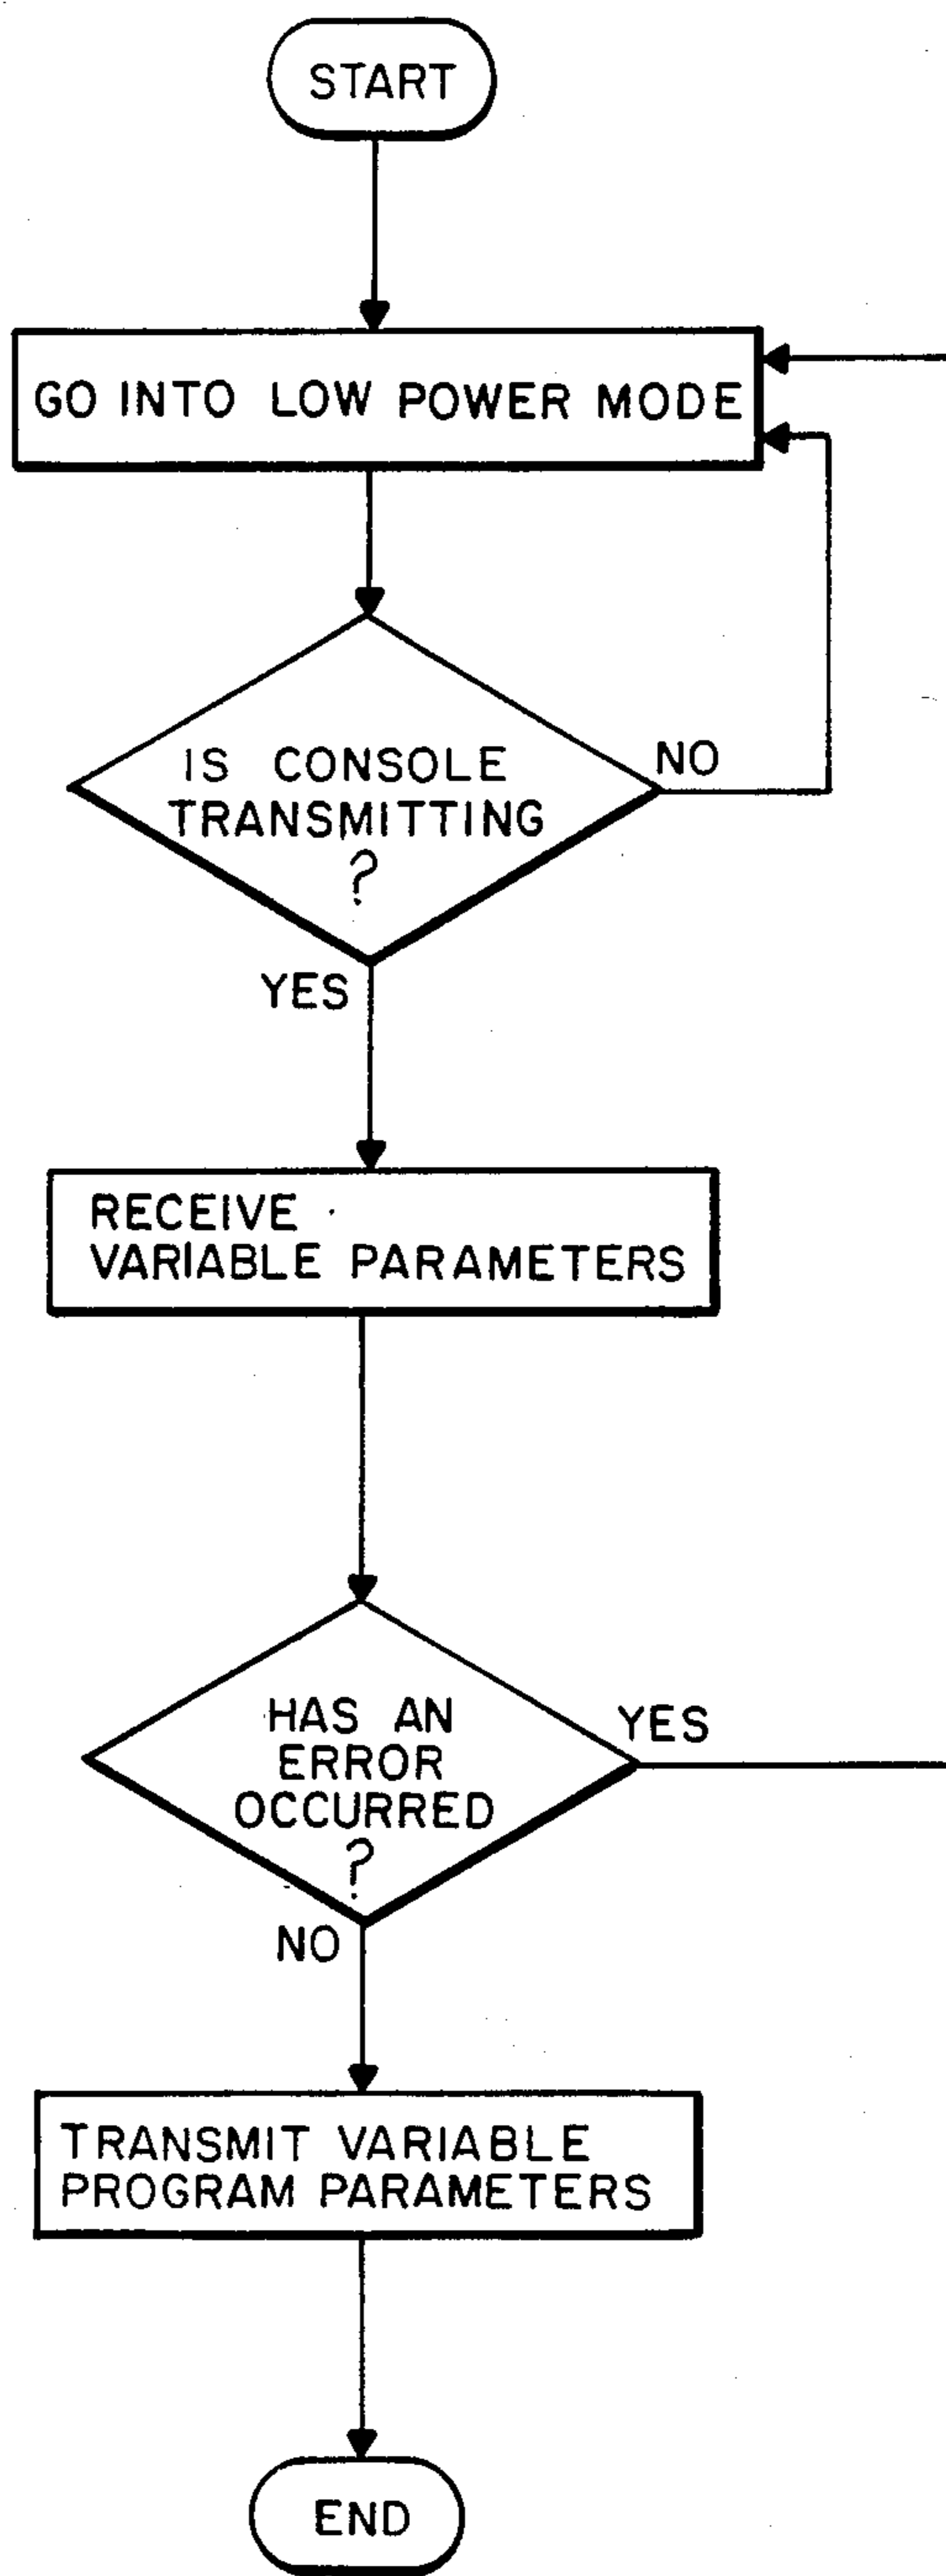 START
GO INTO LOW POWER MODE
IS CONSOLE
TRANSMITTING
?
NO
YES
RECEIVE
VARIABLE PARAMETERS
HAS AN
ERROR
OCCURRED
?
YES
NO
TRANSMIT VARIABLE
PROGRAM PARAMETERS
END